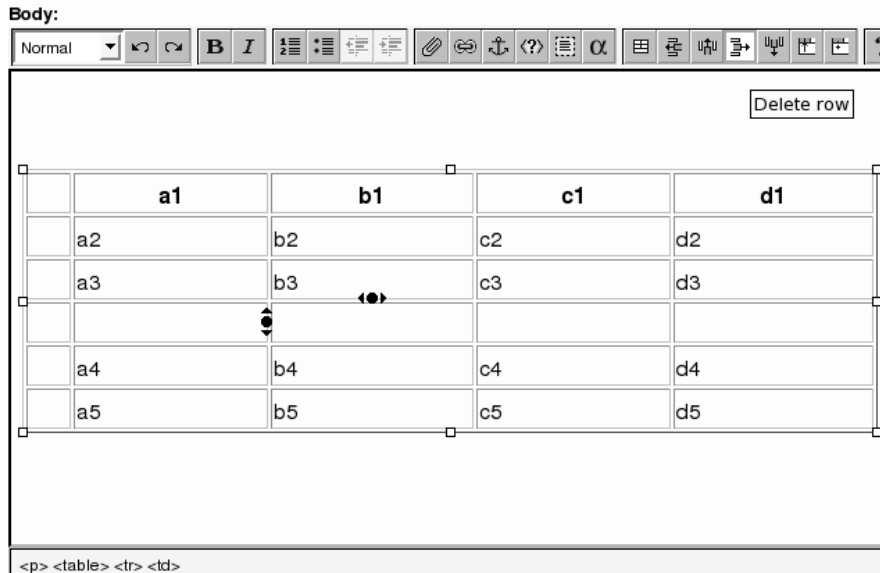 Body:
Normal B I <?> α
Delete row
a1 b1 c1 d1
a2 b2 c2 d2
a3 b3 c3 d3
a4 b4 c4 d4
a5 b5 c5 d5
<p> <table> <tr> <td>